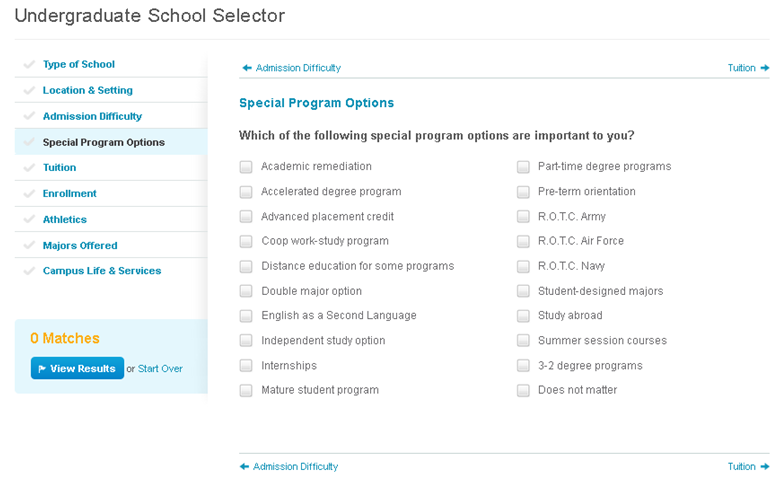 Undergraduate School Selector
Type of School
Location & Setting
Admission Difficulty
Special Program Options
Tuition
Enrollment
Athletics
Majors Offered
Campus Life & Services
0 Matches
View Results or Start Over
Admission Difficulty
Tuition
Special Program Options
Which of the following special program options are important to you?
Academic remediation
Accelerated degree program
Advanced placement credit
Coop work-study program
Distance education for some programs
Double major option
English as a Second Language
Independent study option
Internships
Mature student program
Part-time degree programs
Pre-term orientation
R.O.T.C. Army
R.O.T.C. Air Force
R.O.T.C. Navy
Student-designed majors
Study abroad
Summer session courses
3-2 degree programs
Does not matter
Admission Difficulty
Tuition